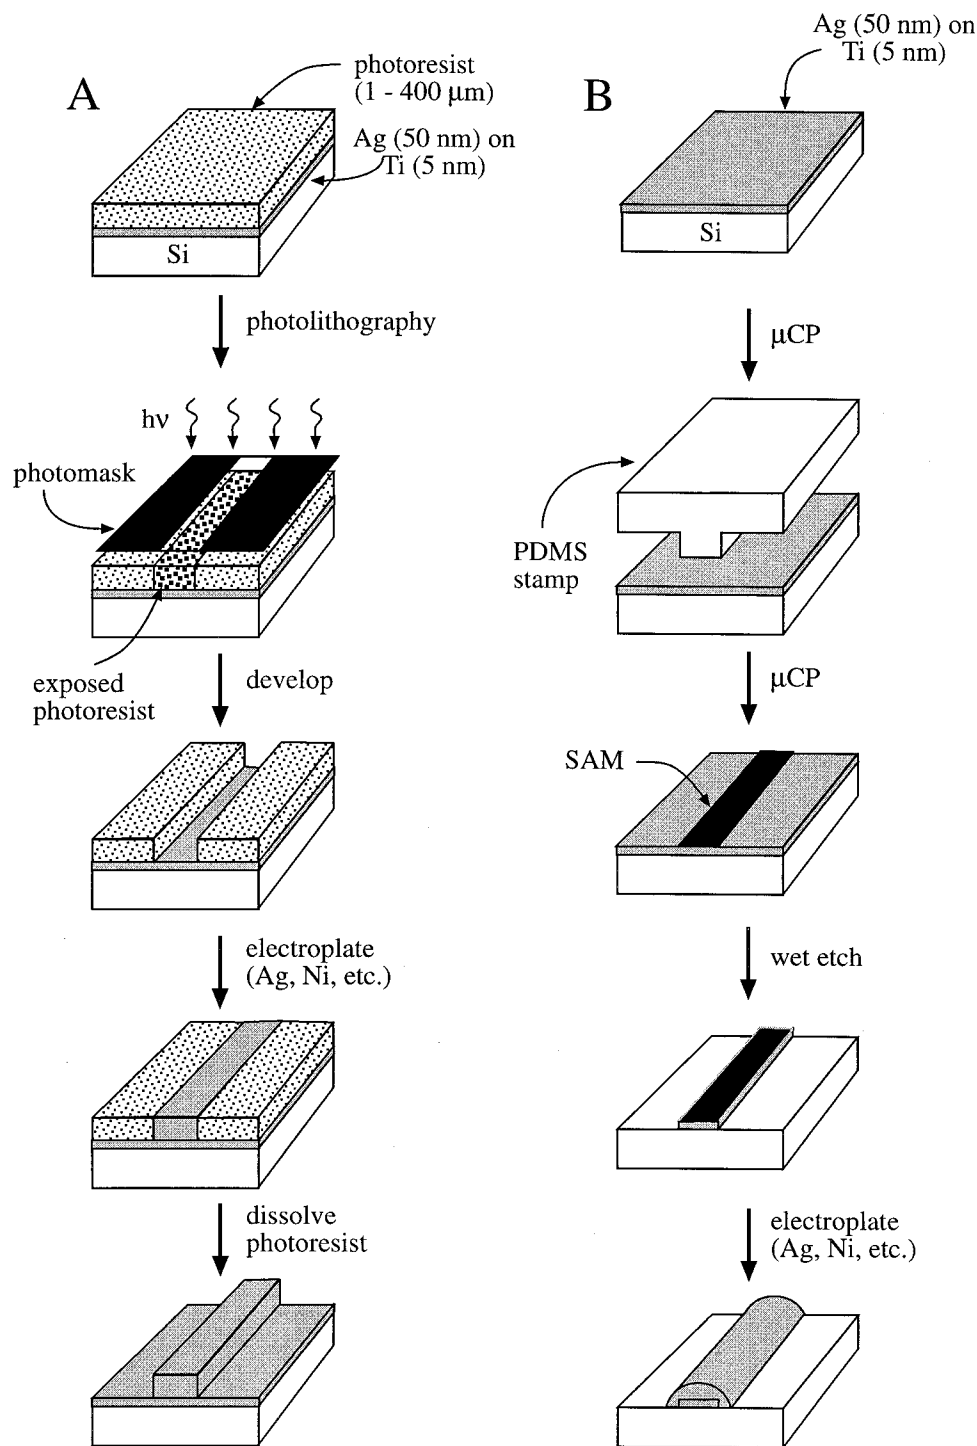 A
photoresist
(1 - 400 μm)
Ag (50 nm) on
Ti (5 nm)
Si
photolithography
hν
photomask
exposed
photoresist
develop
electroplate
(Ag, Ni, etc.)
dissolve
photoresist
B
Ag (50 nm) on
Ti (5 nm)
Si
μCP
PDMS
stamp
μCP
SAM
wet etch
electroplate
(Ag, Ni, etc.)